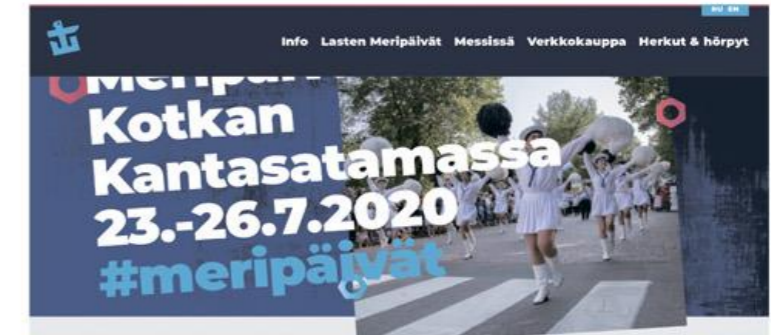 RU EN
Info Lasten Meripäivät Messissä Verkkokauppa Herkut & hörpyt
Kotkan
Kantasatamassa
23.-26.7.2020
#meripäivät